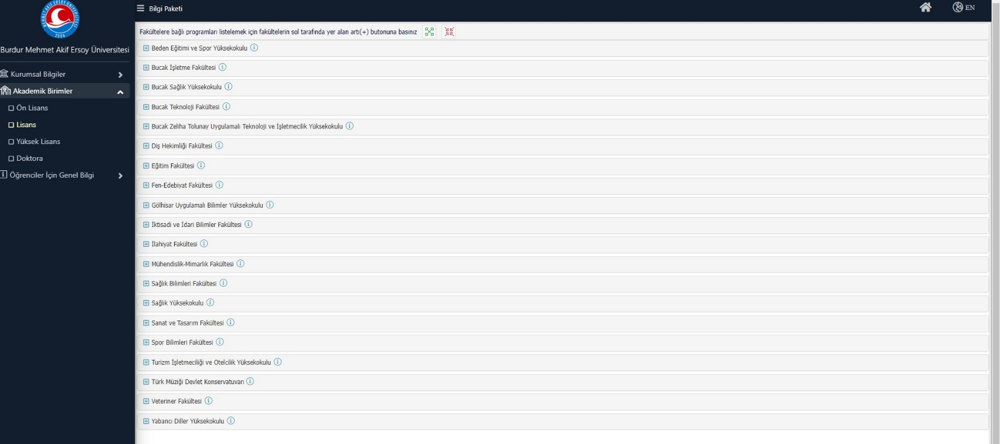 Bilgi Paketi
EN
Burdur Mehmet Akif Ersoy Üniversitesi
Kurumsal Bilgiler
Akademik Birimler
Ön Lisans
Lisans
Yüksek Lisans
Doktora
Öğrenciler İçin Genel Bilgi
Fakültelere bağlı programları listelemek için fakültelerin sol tarafında yer alan artı(+) butonuna basınız
Beden Eğitimi ve Spor Yüksekokulu
Bucak İşletme Fakültesi
Bucak Sağlık Yüksekokulu
Bucak Teknoloji Fakültesi
Bucak Zeliha Tolunay Uygulamalı Teknoloji ve İşletmecilik Yüksekokulu
Diş Hekimliği Fakültesi
Eğitim Fakültesi
Fen-Edebiyat Fakültesi
Gölhisar Uygulamalı Bilimler Yüksekokulu
İktisadi ve İdari Bilimler Fakültesi
İlahiyat Fakültesi
Mühendislik-Mimarlık Fakültesi
Sağlık Bilimleri Fakültesi
Sağlık Yüksekokulu
Sanat ve Tasarım Fakültesi
Spor Bilimleri Fakültesi
Turizm İşletmeciliği ve Otelcilik Yüksekokulu
Türk Müziği Devlet Konservatuvarı
Veteriner Fakültesi
Yabancı Diller Yüksekokulu